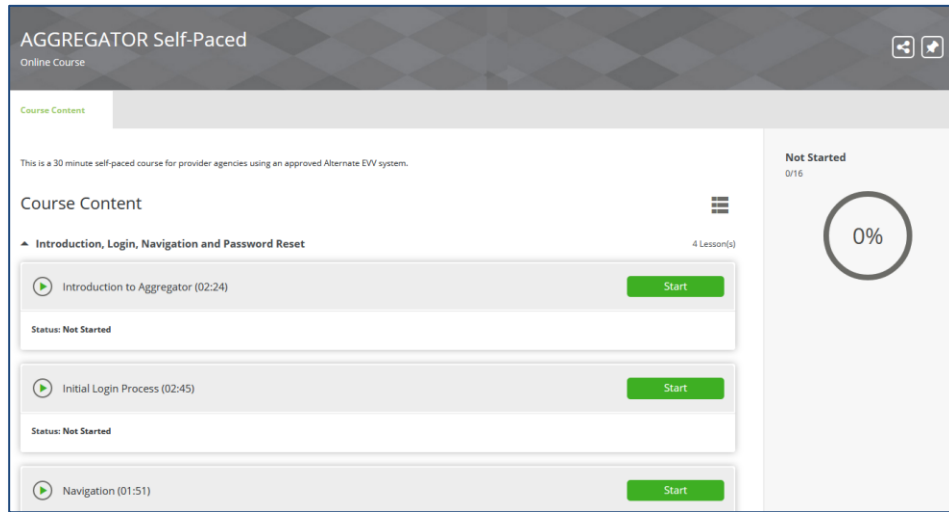 AGGREGATOR Self-Paced
Online Course
Course Content
This is a 30 minute self-paced course for provider agencies using an approved Alternate EVV system.
Not Started
0/16
0%
Course Content
Introduction, Login, Navigation and Password Reset
4 Lesson(s)
Introduction to Aggregator (02:24)
Start
Status: Not Started
Initial Login Process (02:45)
Start
Status: Not Started
Navigation (01:51)
Start